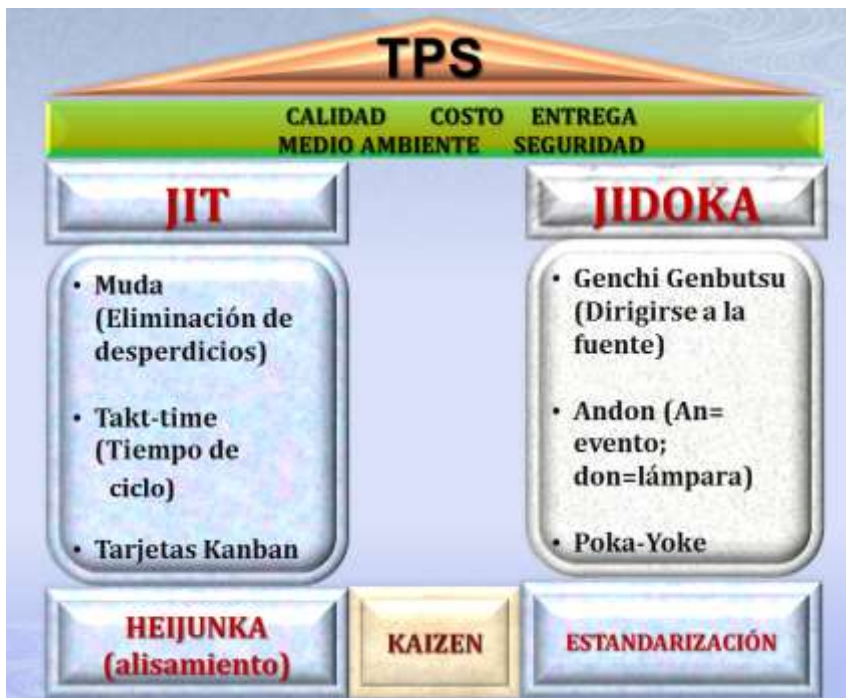 TPS
CALIDAD COSTO ENTREGA
MEDIO AMBIENTE SEGURIDAD
JIT
• Muda
(Eliminación de
desperdicios)
• Takt-time
(Tiempo de
ciclo)
• Tarjetas Kanban
JIDOKA
• Genchi Genbutsu
(Dirigirse a la
fuente)
• Andon (An=
evento;
don=lámpara)
• Poka-Yoke
HEIJUNKA
(alisamiento)
KAIZEN
ESTANDARIZACIÓN